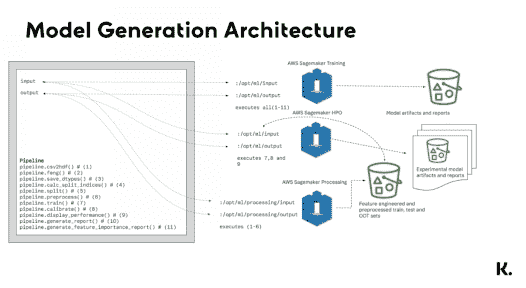 Model Generation Architecture
input
output
Pipeline
pipeline.csv2hdf() # (1)
pipeline.feng() # (2)
pipeline.save_dtypes() # (3)
pipeline.calc_split_indices() # (4)
pipeline.split() # (5)
pipeline.preprocess() # (6)
pipeline.train() # (7)
pipeline.calibrate() # (8)
pipeline.display_performance() # (9)
pipeline.generate_report() # (10)
pipeline.generate_feature_importance_report() # (11)
AWS Sagemaker Training
:/opt/ml/input
:/opt/ml/output
executes all(1-11)
Model artifacts and reports
AWS Sagemaker HPO
:/opt/ml/input
:/opt/ml/output
executes 7,8 and
Experimental model
artifacts and reports
AWS Sagemaker Processing
:/opt/ml/processing/input
:/opt/ml/processing/output
executes (1-6)
Feature engineered and
preprocessed train, test and
OOT sets
K.